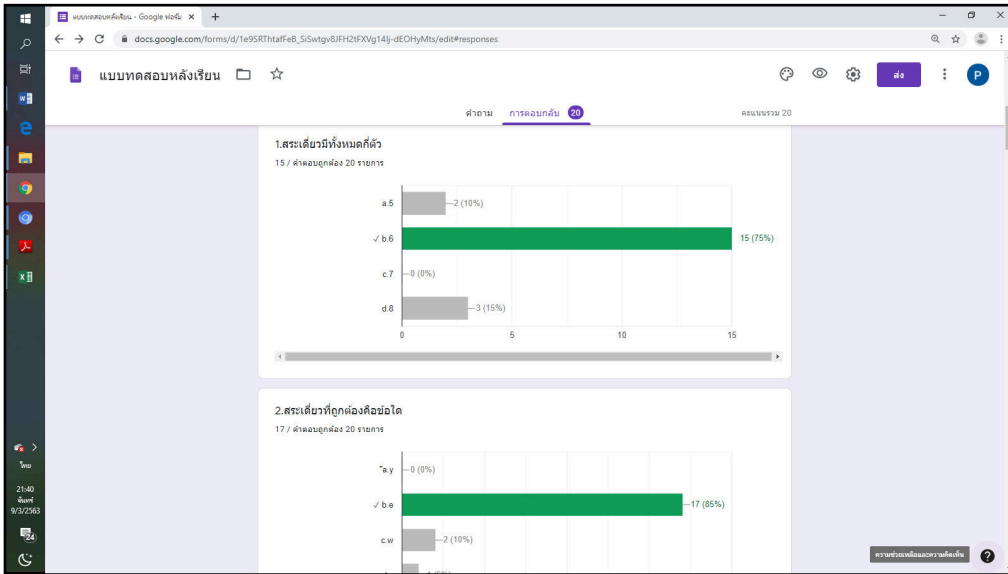 แบบทดสอบหลังเรียน - Google ฟอร์ม
docs.google.com/forms/d/1e9SRThtafFeB_SiSwtgv8JFH2tFXVg14lj-dEOHyMts/edit#responses
แบบทดสอบหลังเรียน
ส่ง
P
คำถาม การตอบกลับ 20
คะแนนรวม 20
1.สระเดี่ยวมีทั้งหมดกี่ตัว
15 / คำตอบถูกต้อง 20 รายการ
a.5
2 (10%)
✓ b.6
15 (75%)
c.7
0 (0%)
d.8
3 (15%)
0 5 10 15
2.สระเดี่ยวที่ถูกต้องคือข้อใด
17 / คำตอบถูกต้อง 20 รายการ
ˆa.y
0 (0%)
✓ b.e
17 (85%)
c.w
2 (10%)
ไทย
21:40
จันทร์
9/3/2563
24
ความช่วยเหลือและความคิดเห็น